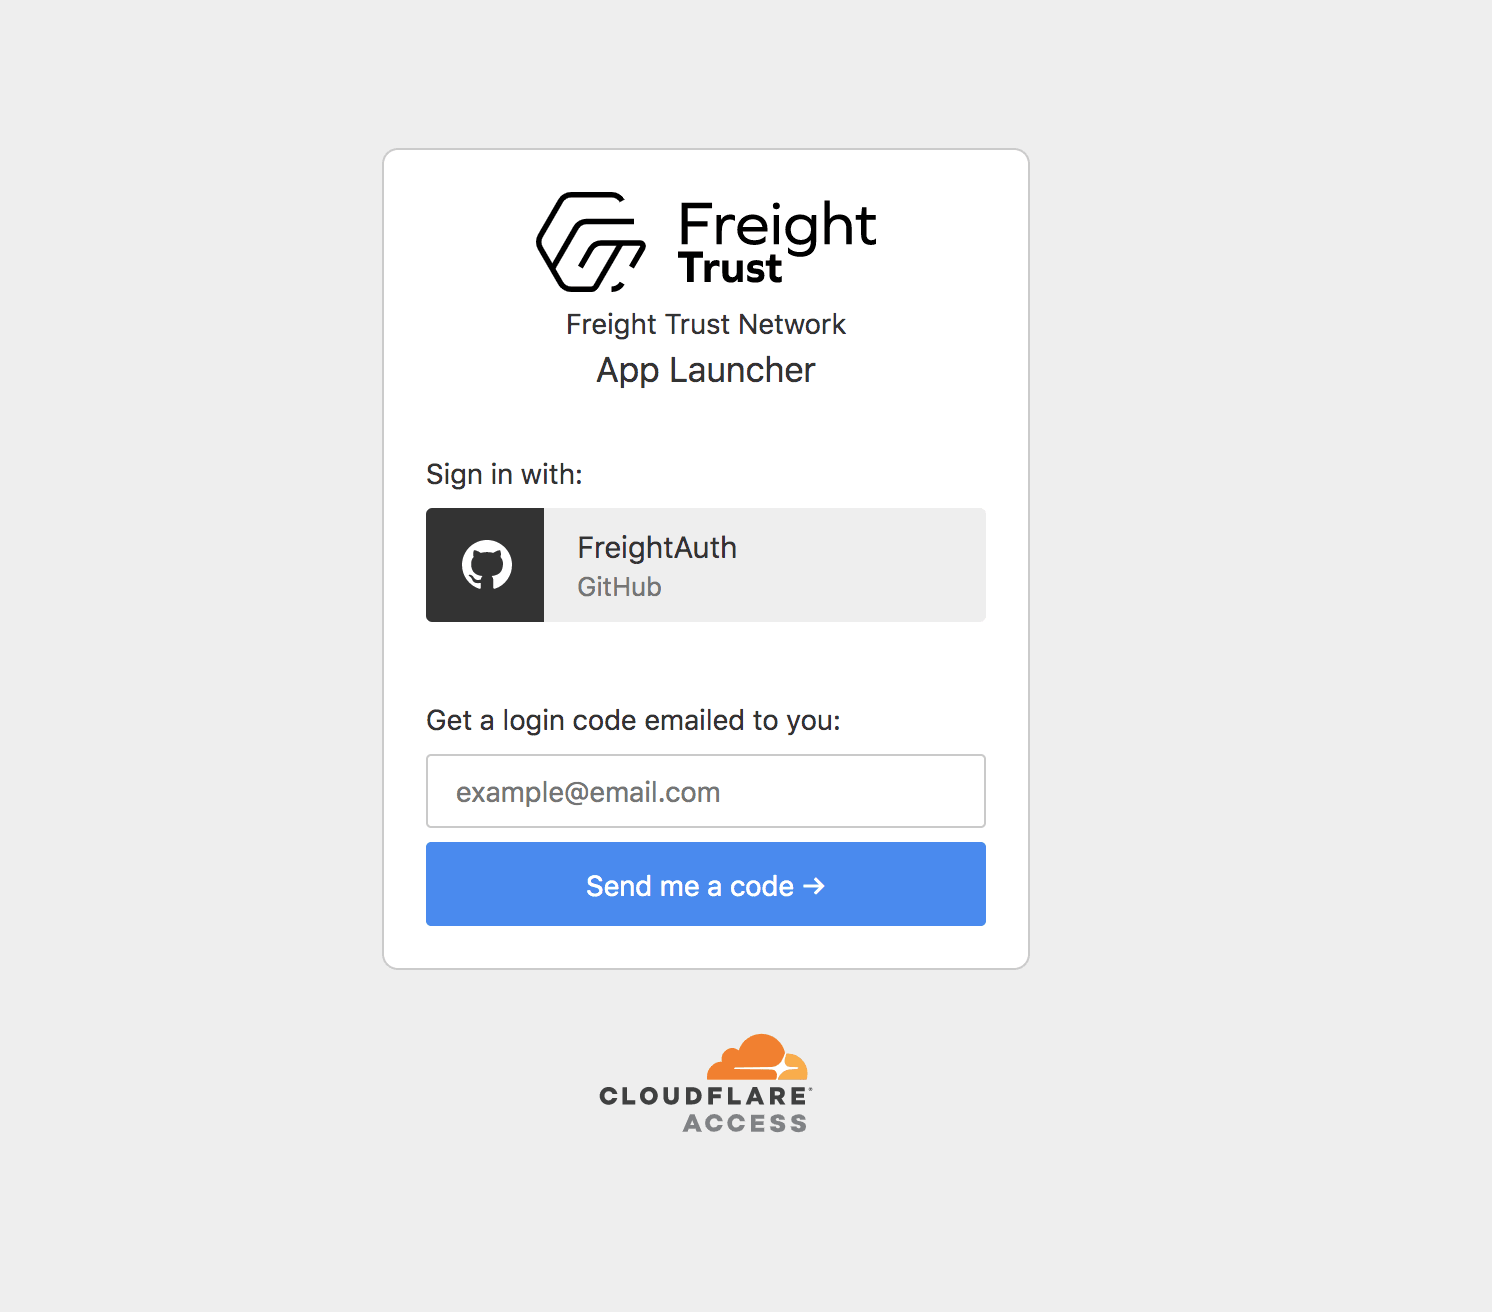 Freight
Trust
Freight Trust Network
App Launcher
Sign in with:
FreightAuth
GitHub
Get a login code emailed to you:
example@email.com
Send me a code →
CLOUDFLARE®
ACCESS